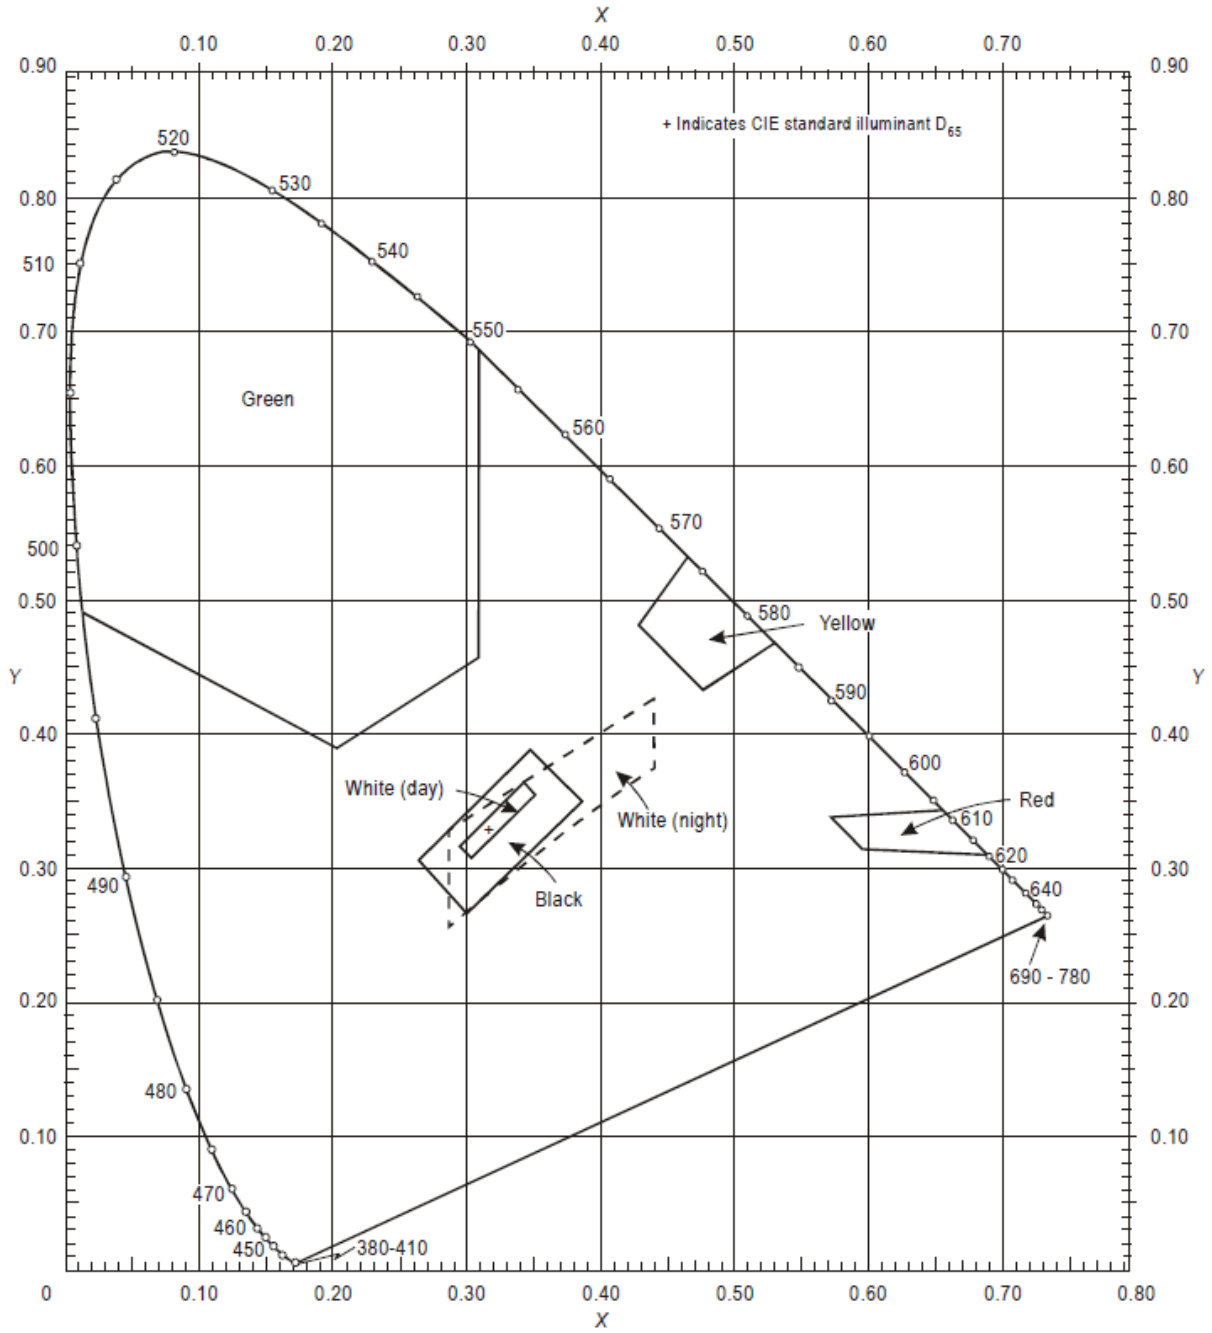 X
0.10 0.20 0.30 0.40 0.50 0.60 0.70
0.90 0.90
+ Indicates CIE standard illuminant D65
520
530
0.80 0.80
540
510
550
0.70 0.70
Green
560
0.60 0.60
570
500
0.50 580 0.50
Yellow
Y Y
590
0.40 0.40
600
White (day)
Red
610
White (night)
620
0.30 0.30
490 640
Black
690 - 780
0.20 0.20
480
0.10 0.10
470
460
450 380-410
0 0.10 0.20 0.30 0.40 0.50 0.60 0.70 0.80
X